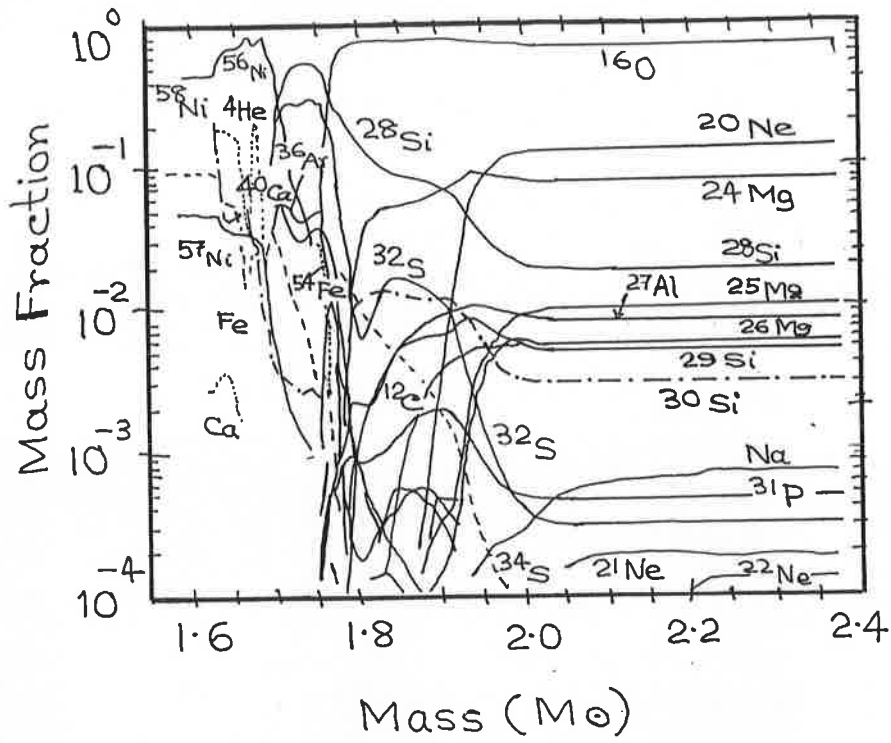 10⁰
⁵⁶Ni
¹⁶O
⁵⁸Ni
⁴He
²⁸Si
²⁰Ne
10⁻¹
³⁶Ar
⁴⁰Ca
²⁴Mg
⁵⁷Ni
³²S
²⁸Si
⁵⁴Fe
²⁷Al
²⁵Mg
10⁻²
Fe
²⁶Mg
²⁹Si
¹²C
³⁰Si
Ca
³²S
10⁻³
Na
³¹P
³⁴S
²¹Ne
²²Ne
10⁻⁴
1.6
1.8
2.0
2.2
2.4
Mass Fraction
Mass (M⊙)